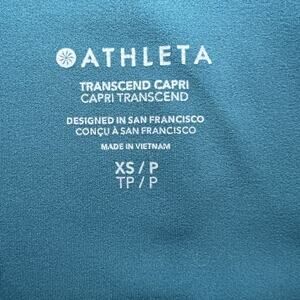 ATHLETA
TRANSCEND CAPRI
CAPRI TRANSCEND
DESIGNED IN SAN FRANCISCO
CONÇU À SAN FRANCISCO
MADE IN VIETNAM
XS / P
TP / P